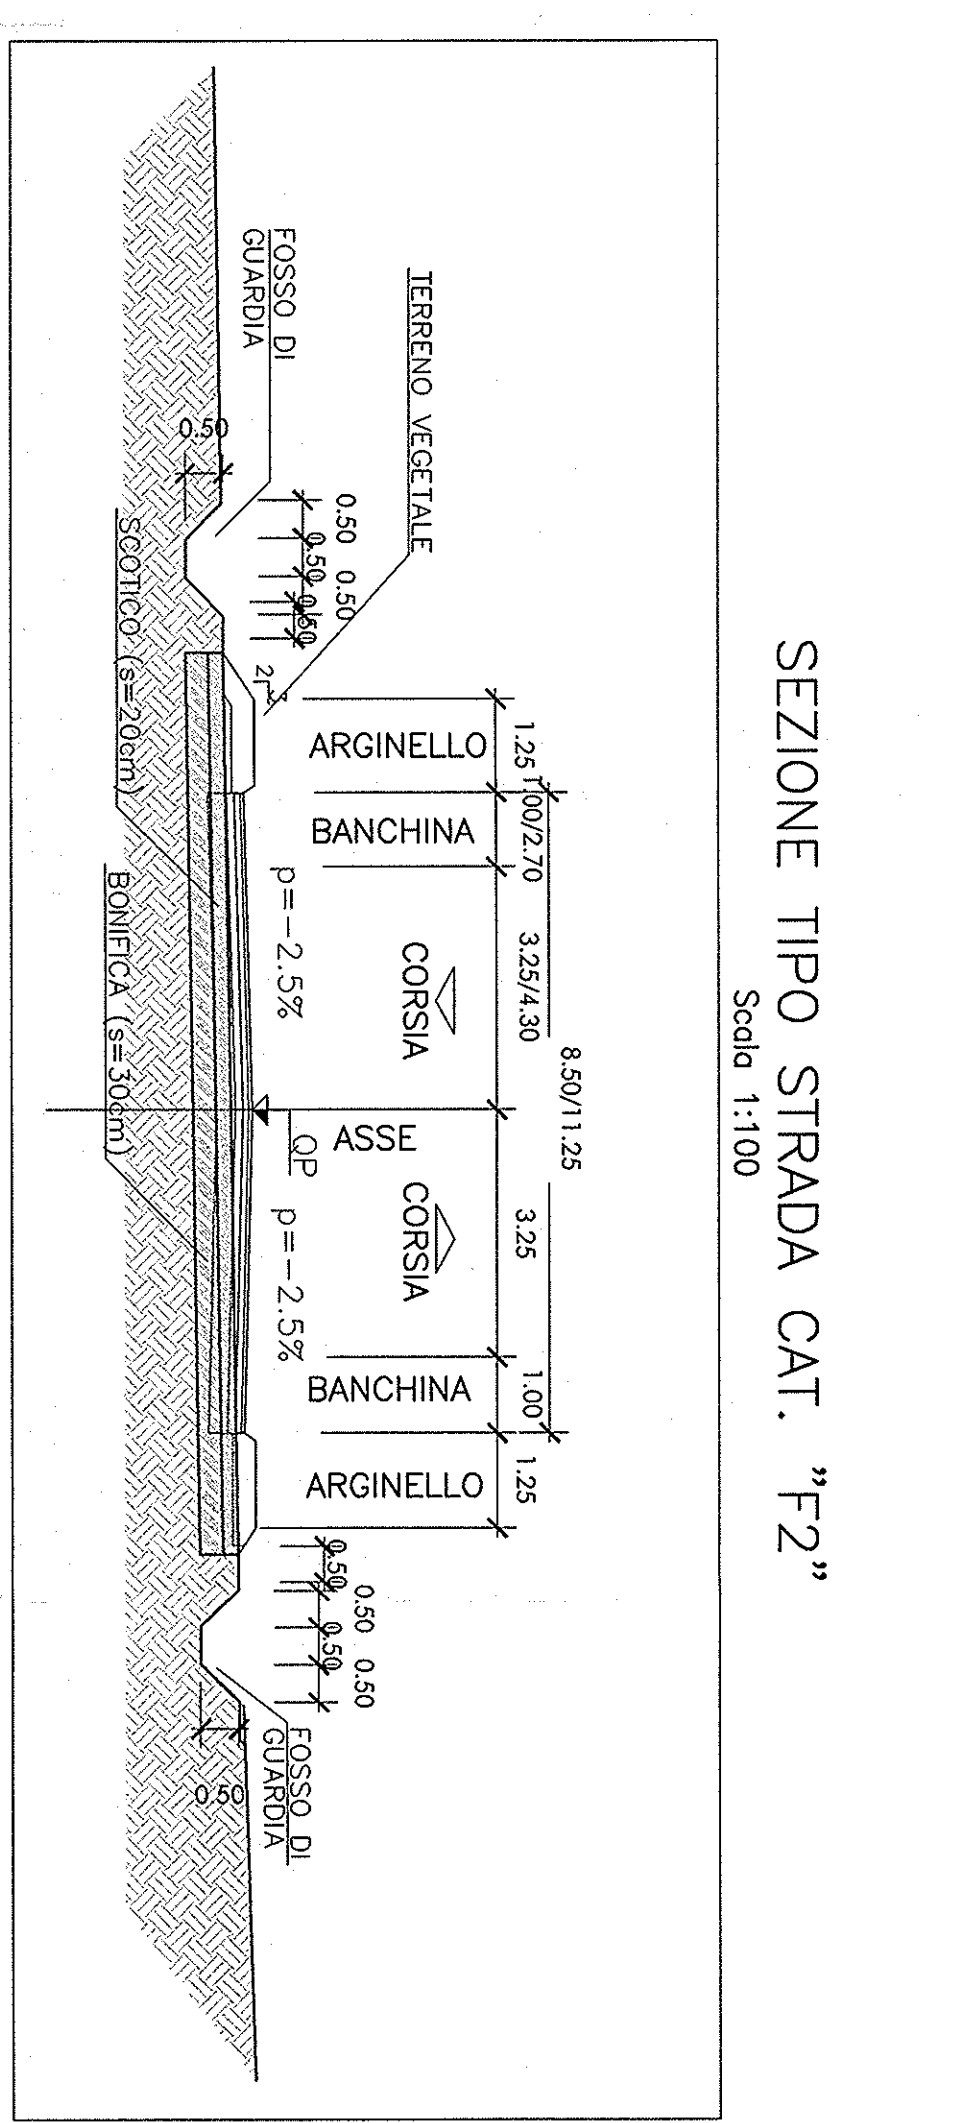 SEZIONE TIPO STRADA CAT. "F2"
Scala 1:100
8.50/11.25
1.25
1.00/2.70
3.25/4.30
3.25
1.00
1.25
ARGINELLO
BANCHINA
CORSIA
ASSE
CORSIA
BANCHINA
ARGINELLO
TERRENO VEGETALE
p=-2.5%
QP
p=-2.5%
FOSSO DI
GUARDIA
0.50
0.50
0.50
0.50
0.50
2
0.50
0.50
0.50
0.50
FOSSO DI
GUARDIA
0.50
SCOTICO (s=20cm)
BONIFICA (s=30cm)